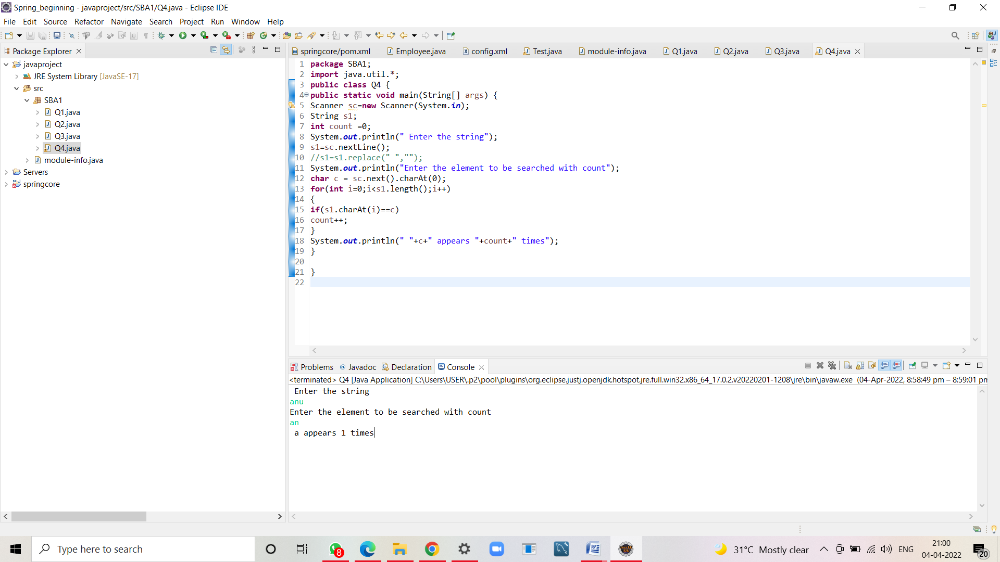 Spring_beginning - javaproject/src/SBA1/Q4.java - Eclipse IDE
File Edit Source Refactor Navigate Search Project Run Window Help
Package Explorer
javaproject
JRE System Library [JavaSE-17]
src
SBA1
Q1.java
Q2.java
Q3.java
Q4.java
module-info.java
Servers
springcore
springcore/pom.xml Employee.java config.xml Test.java module-info.java Q1.java Q2.java Q3.java Q4.java
1 package SBA1;
2 import java.util.*;
3 public class Q4 {
4 public static void main(String[] args) {
5 Scanner sc=new Scanner(System.in);
6 String s1;
7 int count =0;
8 System.out.println(" Enter the string");
9 s1=sc.nextLine();
10 //s1=s1.replace(" ","");
11 System.out.println("Enter the element to be searched with count");
12 char c = sc.next().charAt(0);
13 for(int i=0;i<s1.length();i++)
14 {
15 if(s1.charAt(i)==c)
16 count++;
17 }
18 System.out.println(" "+c+" appears "+count+" times");
19 }
20
21 }
22
Problems Javadoc Declaration Console
<terminated> Q4 [Java Application] C:\Users\USER\.p2\pool\plugins\org.eclipse.justj.openjdk.hotspot.jre.full.win32.x86_64_17.0.2.v20220201-1208\jre\bin\javaw.exe (04-Apr-2022, 8:58:49 pm – 8:59:01 pm
Enter the string
anu
Enter the element to be searched with count
an
a appears 1 times
Type here to search
8
31°C Mostly clear
ENG
21:00
04-04-2022
20